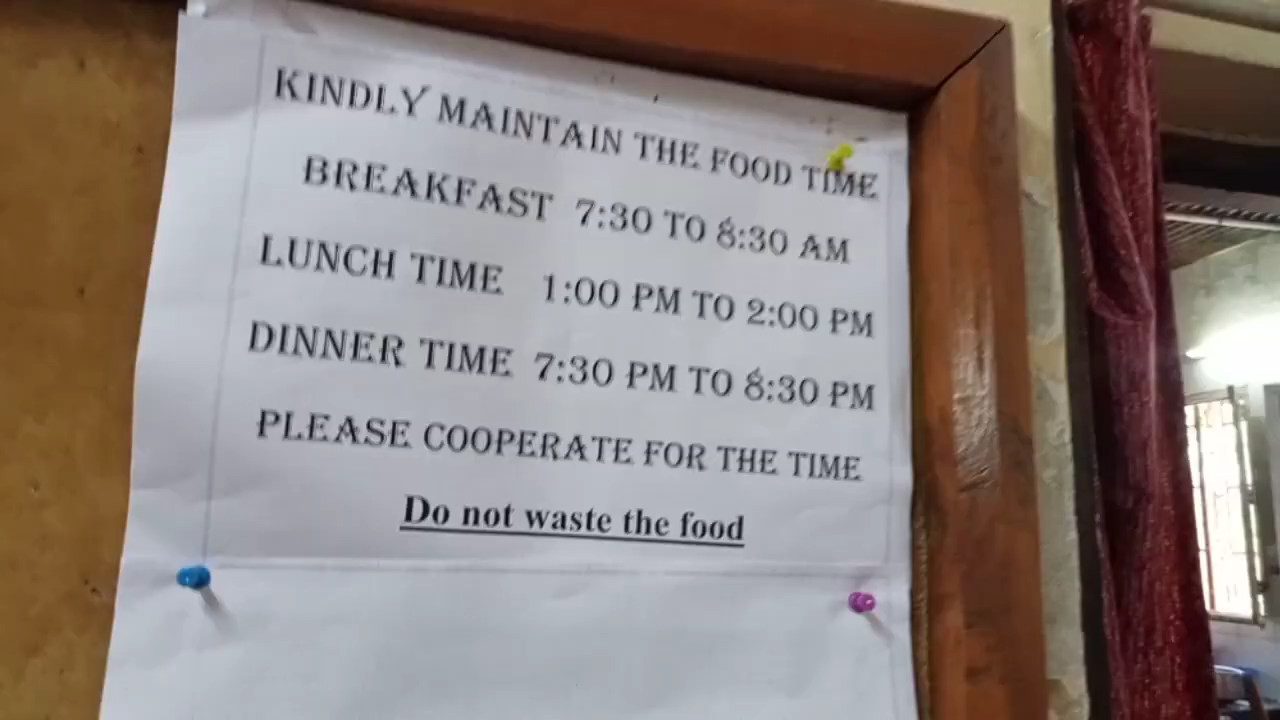 KINDLY MAINTAIN THE FOOD TIME
BREAKFAST 7:30 TO 8:30 AM
LUNCH TIME 1:00 PM TO 2:00 PM
DINNER TIME 7:30 PM TO 8:30 PM
PLEASE COOPERATE FOR THE TIME
Do not waste the food